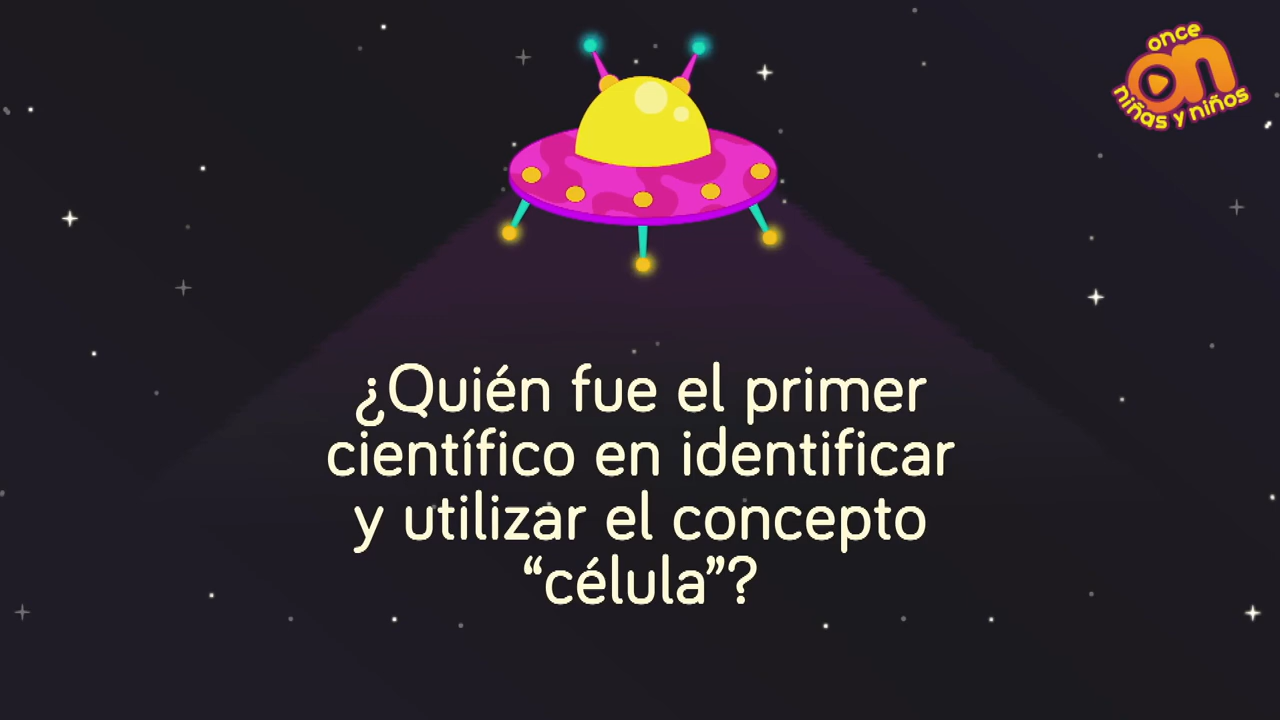 once
on
niñas y niños
¿Quién fue el primer
científico en identificar
y utilizar el concepto
“célula”?